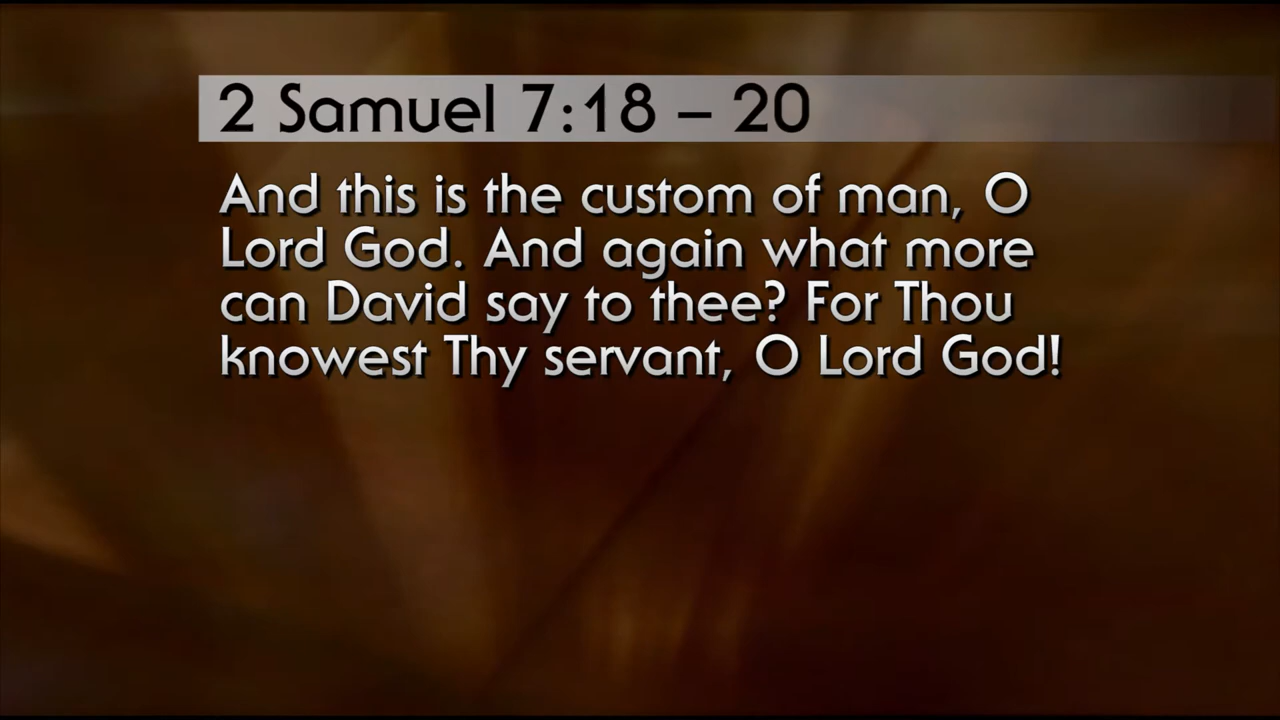 2 Samuel 7:18 – 20
And this is the custom of man, O
Lord God. And again what more
can David say to thee? For Thou
knowest Thy servant, O Lord God!